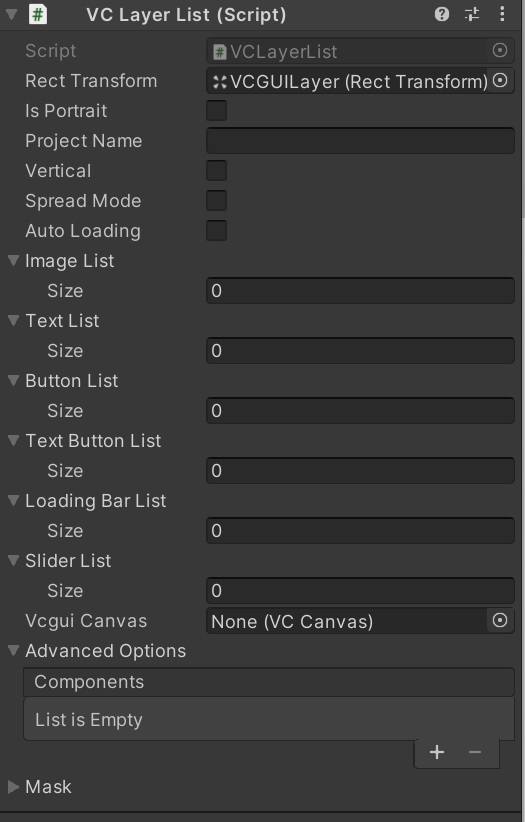 VC Layer List (Script)
Script VCLayerList
Rect Transform VCGUILayer (Rect Transform)
Is Portrait
Project Name
Vertical
Spread Mode
Auto Loading
Image List
Size 0
Text List
Size 0
Button List
Size 0
Text Button List
Size 0
Loading Bar List
Size 0
Slider List
Size 0
Vcgui Canvas None (VC Canvas)
Advanced Options
Components
List is Empty
+ −
Mask